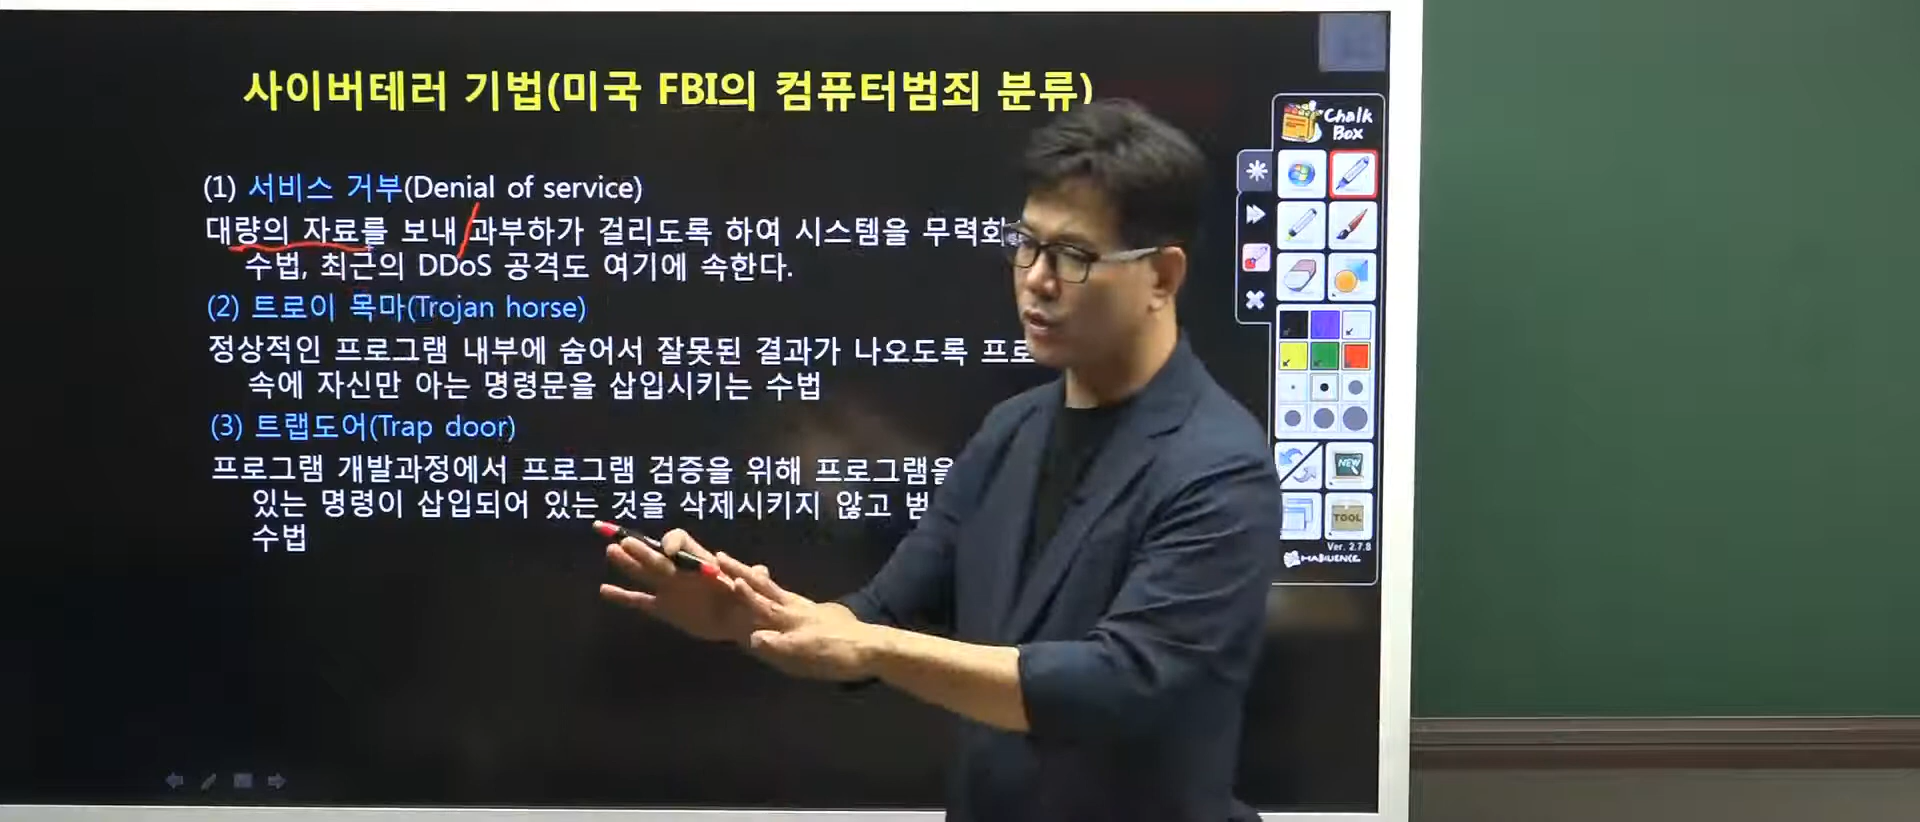 사이버테러 기법(미국 FBI의 컴퓨터범죄 분류)
(1) 서비스 거부(Denial of service)
대량의 자료를 보내 과부하가 걸리도록 하여 시스템을 무력화
수법, 최근의 DDoS 공격도 여기에 속한다.
(2) 트로이 목마(Trojan horse)
정상적인 프로그램 내부에 숨어서 잘못된 결과가 나오도록
속에 자신만 아는 명령문을 삽입시키는 수법
(3) 트랩도어(Trap door)
프로그램 개발과정에서 프로그램 검증을 위해 프로그램을
있는 명령이 삽입되어 있는 것을 삭제시키지 않고
수법
Chalk
Box
NEW
TOOL
Ver. 2.7.8